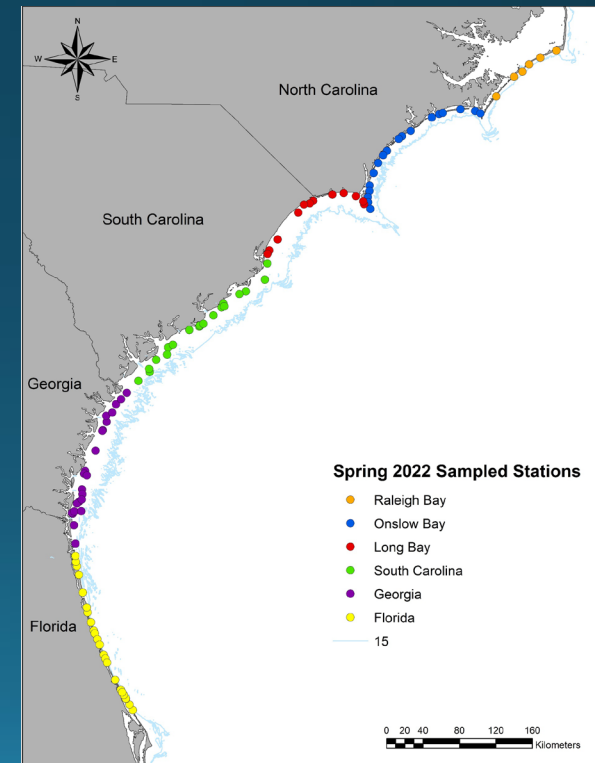 N
W E
S
North Carolina
South Carolina
Georgia
Florida
Spring 2022 Sampled Stations
Raleigh Bay
Onslow Bay
Long Bay
South Carolina
Georgia
Florida
15
0 20 40 80 120 160
Kilometers